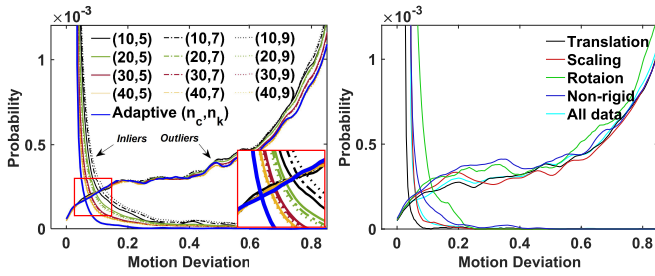 ×10⁻³
1
0.5
0
Probability
(10,5) (10,7) (10,9)
(20,5) (20,7) (20,9)
(30,5) (30,7) (30,9)
(40,5) (40,7) (40,9)
Adaptive (n_c,n_k)
Inliers Outliers
0 0.2 0.4 0.6 0.8
Motion Deviation
×10⁻³
1
0.5
0
Probability
Translation
Scaling
Rotaion
Non-rigid
All data
0 0.2 0.4 0.6 0.8
Motion Deviation